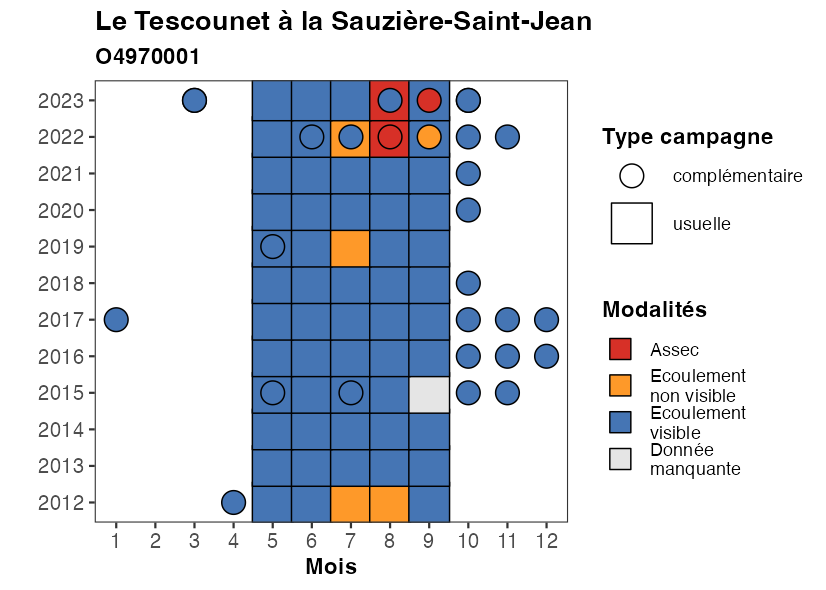 Le Tescounet à la Sauzière-Saint-Jean
O4970001
2023
2022
2021
2020
2019
2018
2017
2016
2015
2014
2013
2012
1 2 3 4 5 6 7 8 9 10 11 12
Mois
Type campagne
complémentaire
usuelle
Modalités
Assec
Ecoulement
non visible
Ecoulement
visible
Donnée
manquante